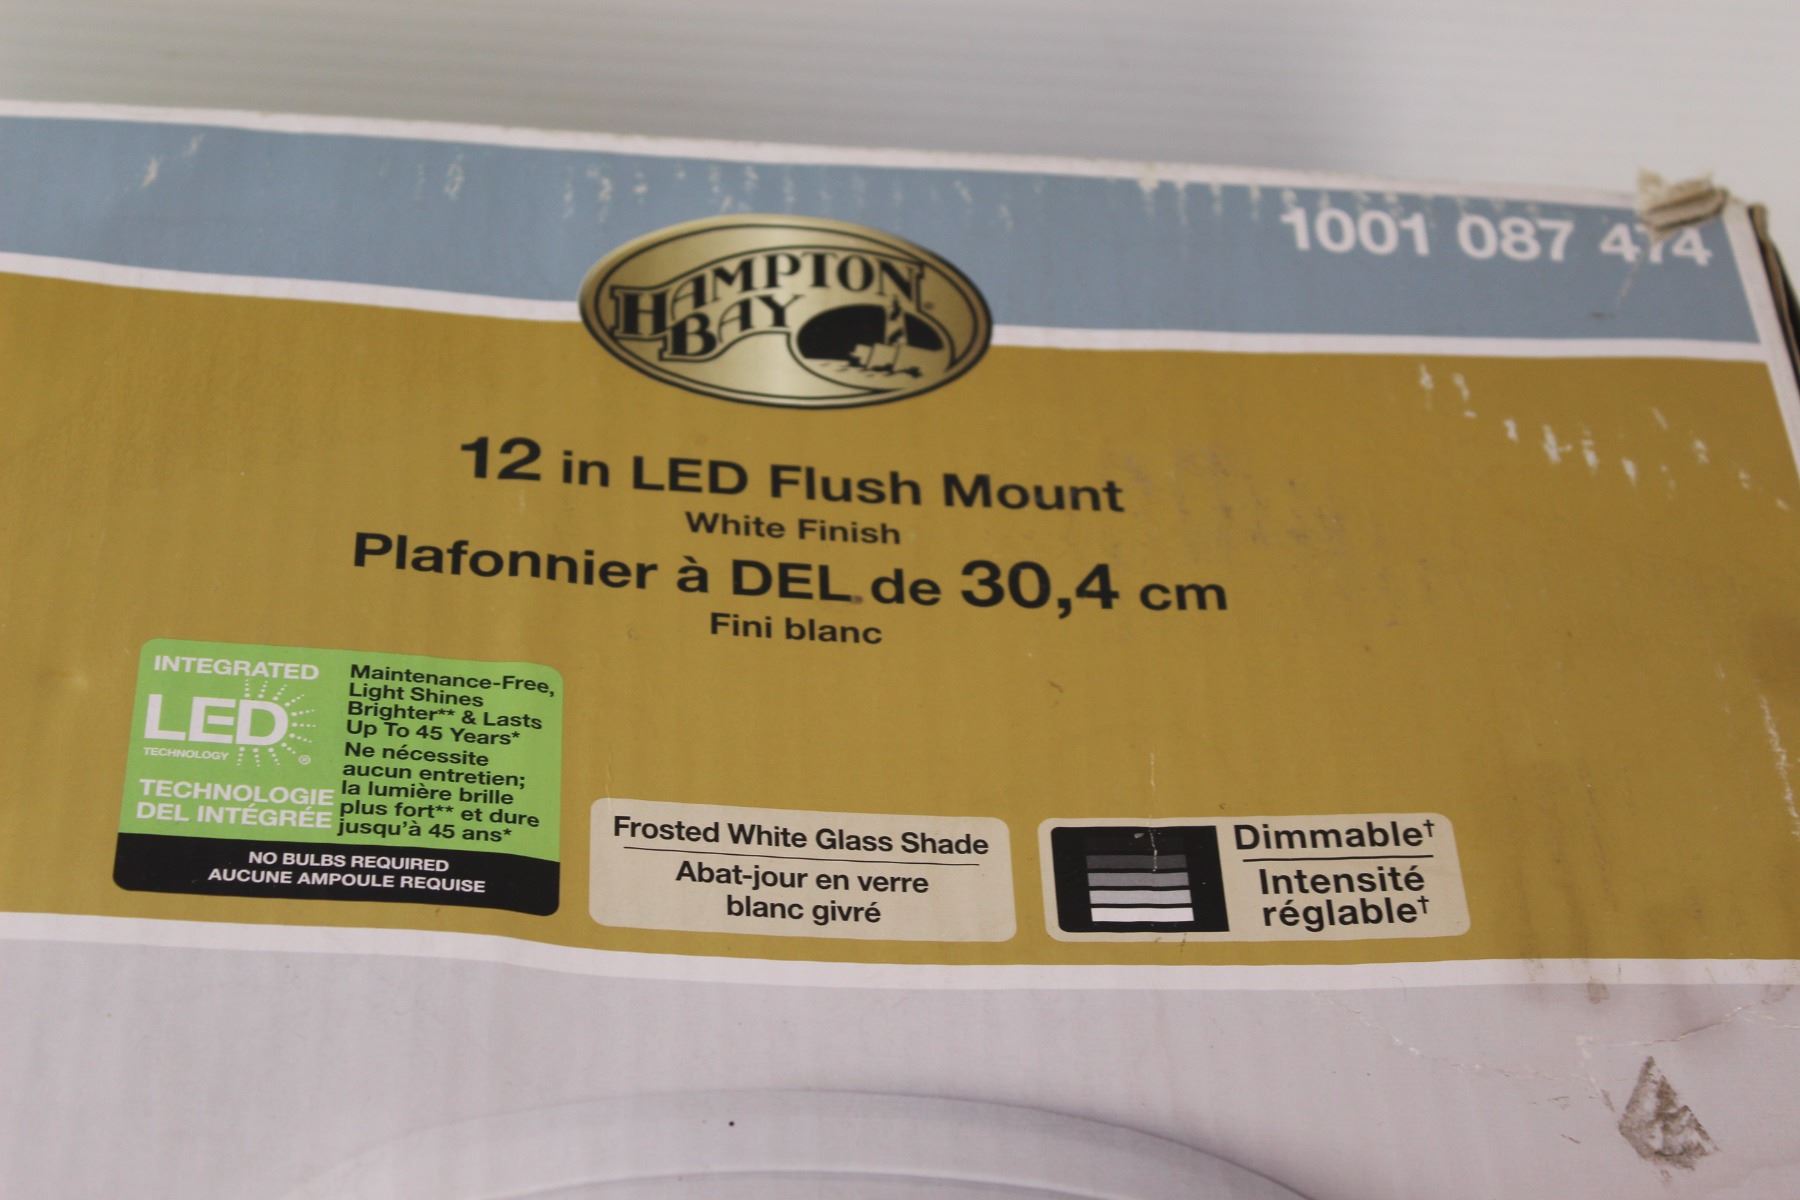 1001 087 474
HAMPTON
BAY
12 in LED Flush Mount
White Finish
Plafonnier à DEL de 30,4 cm
Fini blanc
INTEGRATED
LED
TECHNOLOGY ®
TECHNOLOGIE
DEL INTÉGRÉE
Maintenance-Free,
Light Shines
Brighter** & Lasts
Up To 45 Years*
Ne nécessite
aucun entretien;
la lumière brille
plus fort** et dure
jusqu'à 45 ans*
NO BULBS REQUIRED
AUCUNE AMPOULE REQUISE
Frosted White Glass Shade
Abat-jour en verre
blanc givré
Dimmable†
Intensité
réglable†